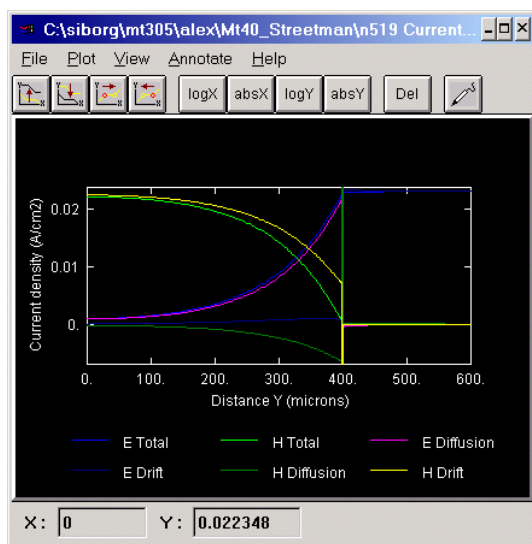 C:\siborg\mt305\alex\Mt40_Streetman\n519 Current...
File Plot View Annotate Help
logX absX logY absY Del
Current density (A/cm2)
0.02
0.01
0.
0. 100. 200. 300. 400. 500. 600.
Distance Y (microns)
E Total H Total E Diffusion
E Drift H Diffusion H Drift
X: 0 Y: 0.022348